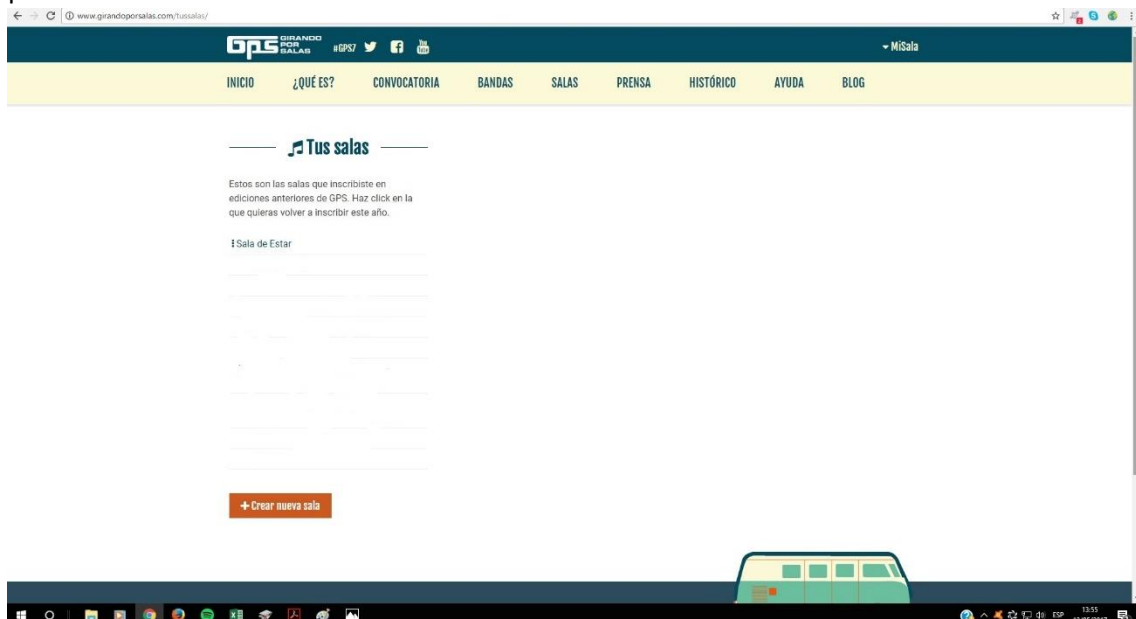 www.girandoporsalas.com/tussalas/
GPS GIRANDO POR SALAS #GPS7 You Tube MiSala
INICIO ¿QUÉ ES? CONVOCATORIA BANDAS SALAS PRENSA HISTÓRICO AYUDA BLOG
Tus salas
Estos son las salas que inscribiste en
ediciones anteriores de GPS. Haz click en la
que quieras volver a inscribir este año.
Sala de Estar
+ Crear nueva sala
ESP 13:55